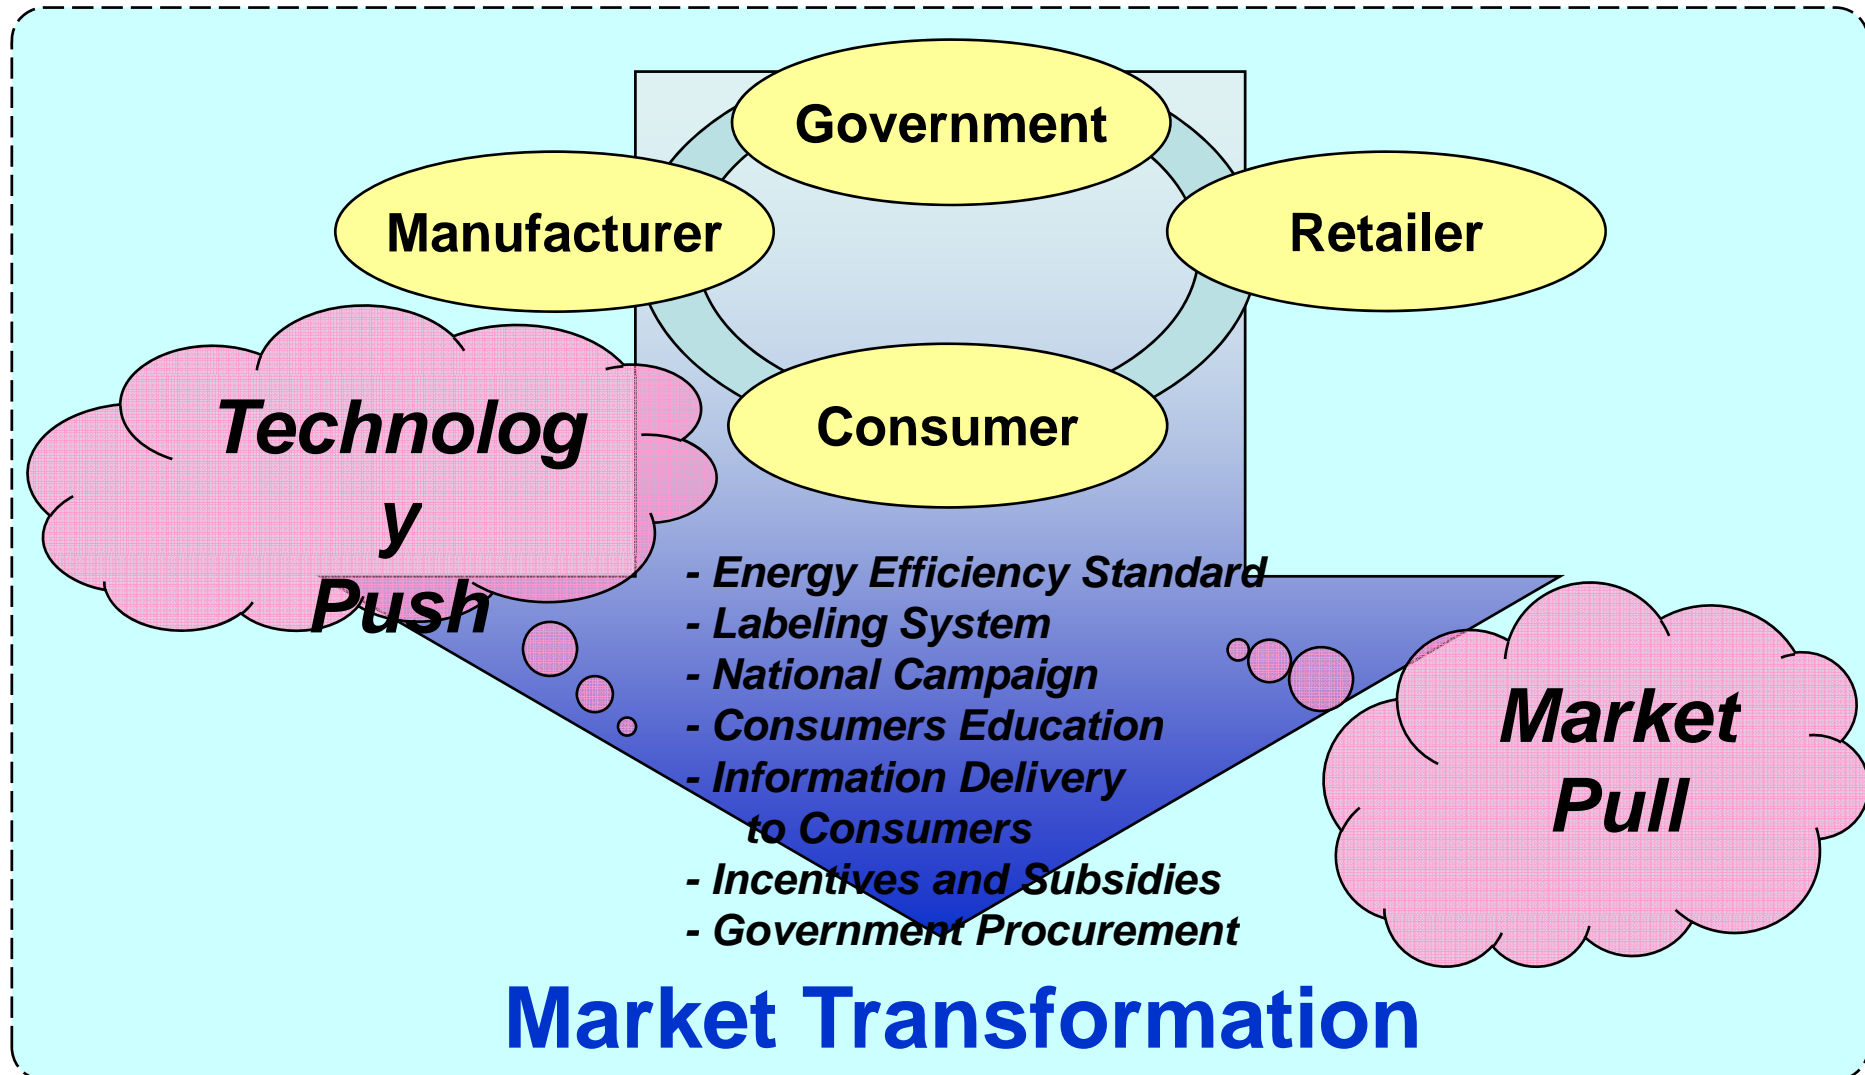 Government
Manufacturer
Retailer
Consumer
Technolog
y
Push
- Energy Efficiency Standard
- Labeling System
- National Campaign
- Consumers Education
- Information Delivery
to Consumers
- Incentives and Subsidies
- Government Procurement
Market
Pull
Market Transformation